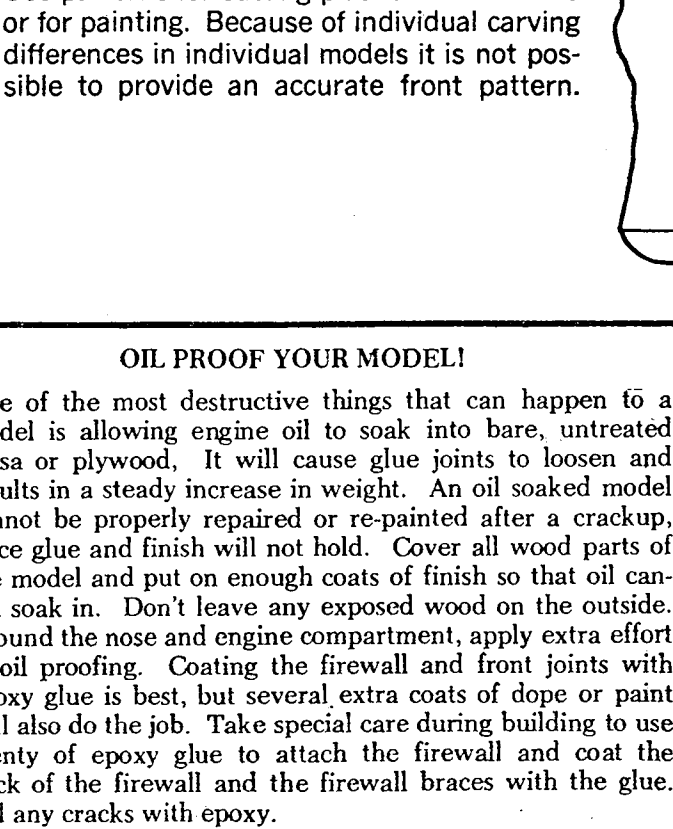 or for painting. Because of individual carving
differences in individual models it is not pos-
sible to provide an accurate front pattern.
OIL PROOF YOUR MODEL!
e of the most destructive things that can happen to a
del is allowing engine oil to soak into bare, untreated
sa or plywood, It will cause glue joints to loosen and
ults in a steady increase in weight. An oil soaked model
nnot be properly repaired or re-painted after a crackup,
ce glue and finish will not hold. Cover all wood parts of
e model and put on enough coats of finish so that oil can-
soak in. Don't leave any exposed wood on the outside.
ound the nose and engine compartment, apply extra effort
oil proofing. Coating the firewall and front joints with
oxy glue is best, but several extra coats of dope or paint
l also do the job. Take special care during building to use
enty of epoxy glue to attach the firewall and coat the
ck of the firewall and the firewall braces with the glue.
l any cracks with epoxy.